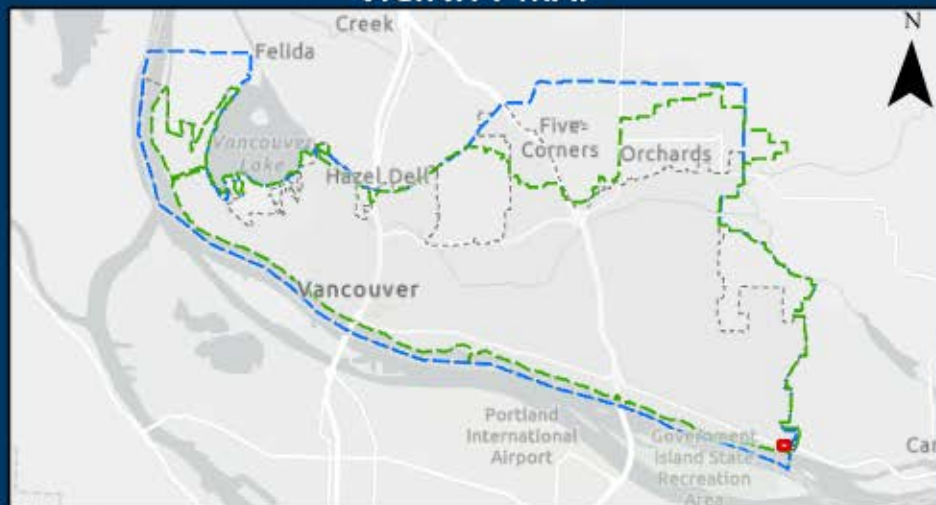 Creek
N
Felida
Vancouver
Lake
Five
Corners
Orchards
Hazel Dell
Vancouver
Portland
International
Airport
Government
Island State
Recreation
Area